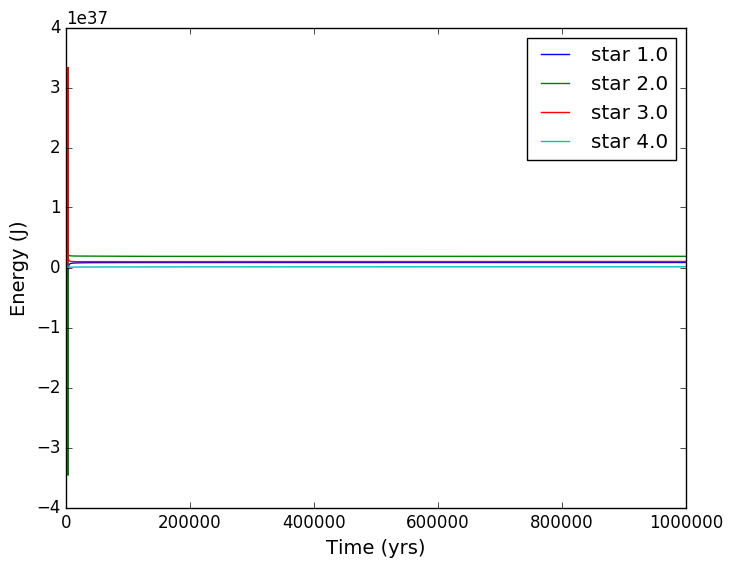 1e37
4
3
2
1
0
−1
−2
−3
−4
Energy (J)
star 1.0
star 2.0
star 3.0
star 4.0
0 200000 400000 600000 800000 1000000
Time (yrs)